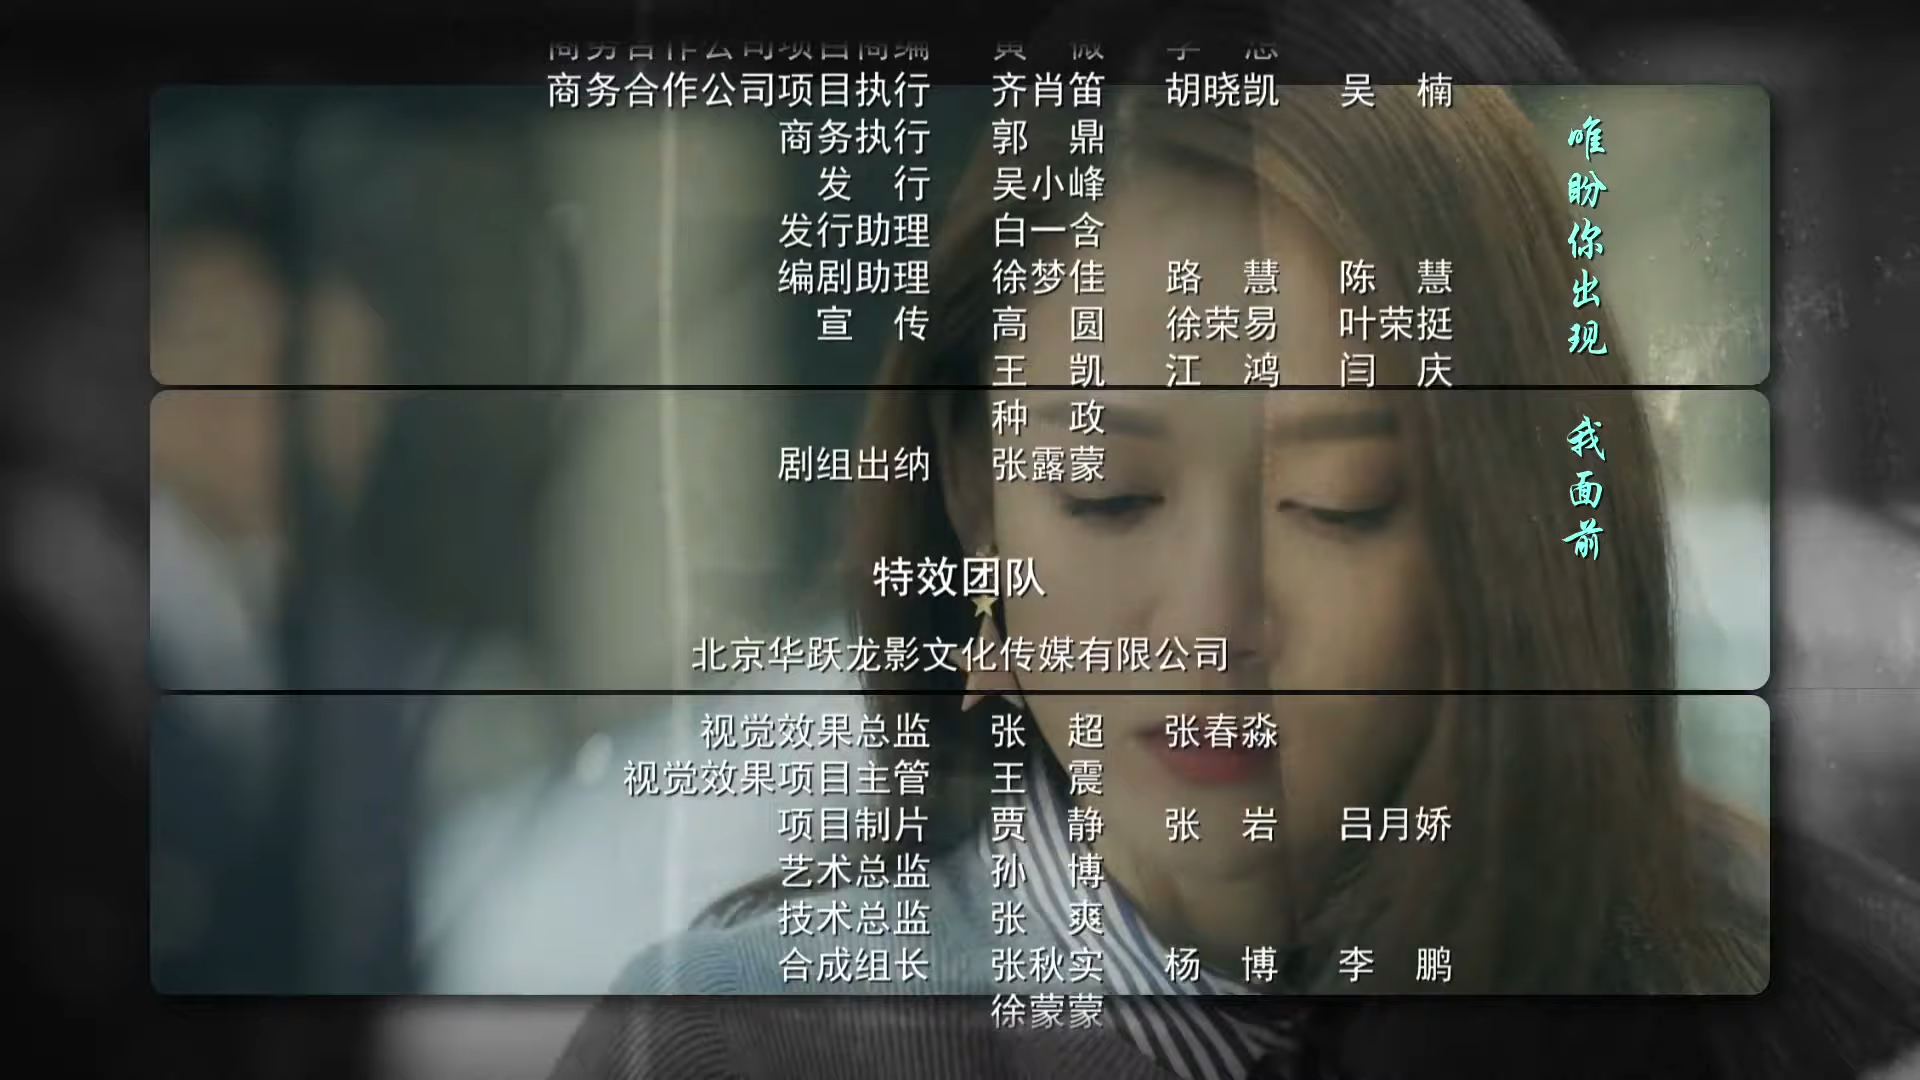 商务合作公司项目执行 齐肖笛 胡晓凯 吴 楠
商务执行 郭 鼎
发 行 吴小峰
发行助理 白一含
编剧助理 徐梦佳 路 慧 陈 慧
宣 传 高 圆 徐荣易 叶荣挺
王 凯 江 鸿 闫 庆
种 政
剧组出纳 张露蒙
特效团队
北京华跃龙影文化传媒有限公司
视觉效果总监 张 超 张春淼
视觉效果项目主管 王 震
项目制片 贾 静 张 岩 吕月娇
艺术总监 孙 博
技术总监 张 爽
合成组长 张秋实 杨 博 李 鹏
徐蒙蒙
唯盼你出现
我面前